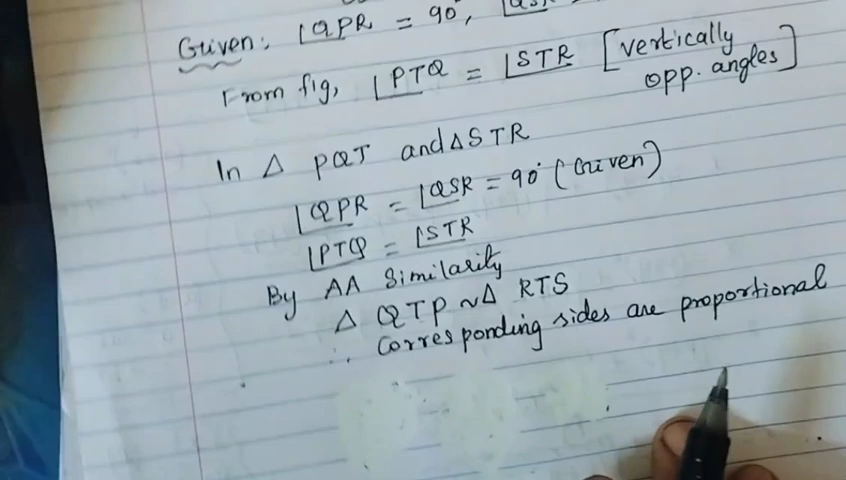 Given: ∠QPR = 90°, ∠QSR
From fig, ∠PTQ = ∠STR [vertically
opp. angles]
In △ PQT and △STR
∠QPR = ∠QSR = 90° (Given)
∠PTQ = ∠STR
By AA Similarity
△ QTP ~ △ RTS
∴ corresponding sides are proportional